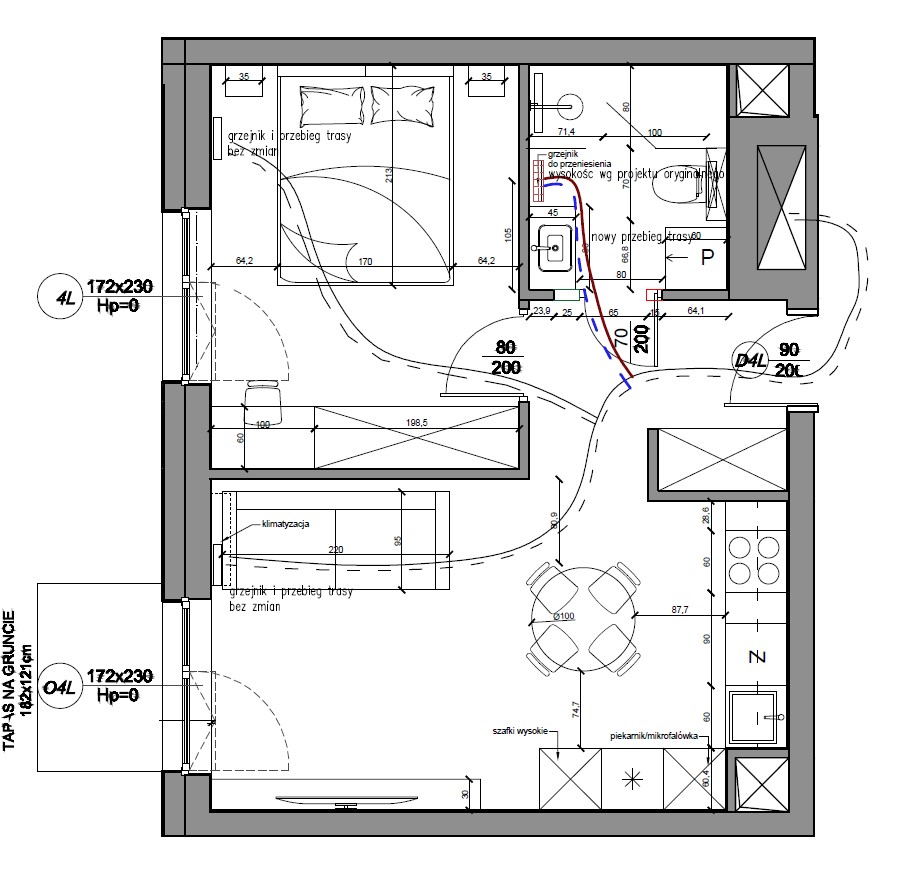 35
35
grzejnik i przebieg trasy
bez zmian
213
105
64,2
170
64,2
80
71,4
100
grzejnik
do przeniesienia
wysokość wg projektu oryginalnego
70
45
nowy przebieg trasy
60
66,8
80
P
23,9
25
65
15
64,1
4L
172x230
Hp=0
80
200
70
200
D4L
90
100
198,5
60
klimatyzacja
220
95
grzejnik i przebieg trasy
bez zmian
28,6
60
Ø100
87,7
90
Z
TARAS NA GRUNCIE
182x121cm
O4L
172x230
Hp=0
74,7
60
szafki wysokie
piekarnik/mikrofalówka
60,4
30